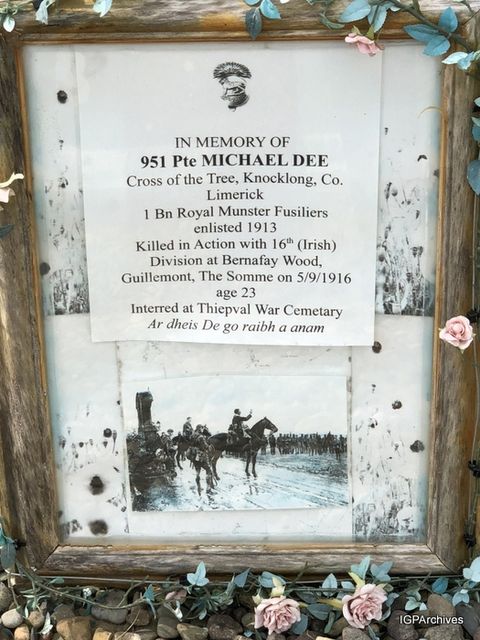 IN MEMORY OF
951 Pte MICHAEL DEE
Cross of the Tree, Knocklong, Co.
Limerick
1 Bn Royal Munster Fusiliers
enlisted 1913
Killed in Action with 16th (Irish)
Division at Bernafay Wood,
Guillemont, The Somme on 5/9/1916
age 23
Interred at Thiepval War Cemetary
Ar dheis De go raibh a anam
IGPArchives